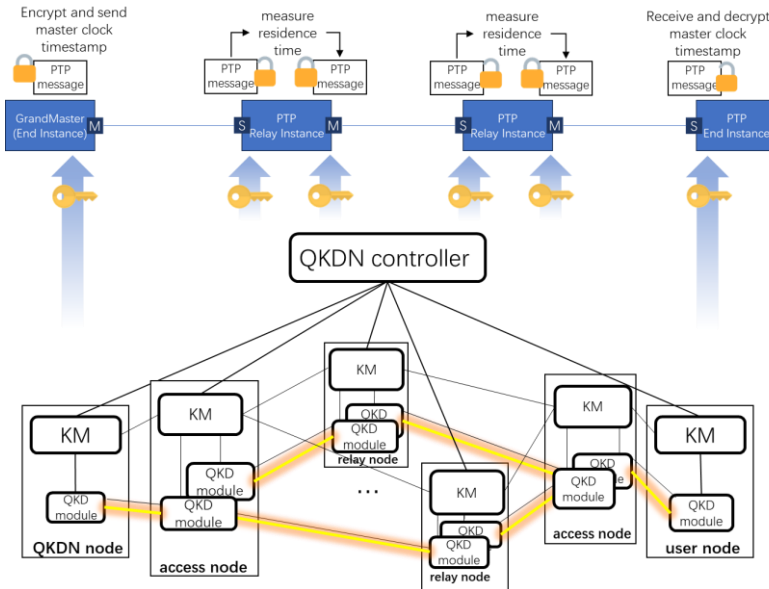 Encrypt and send
master clock
timestamp
measure
residence
time
measure
residence
time
Receive and decrypt
master clock
timestamp
PTP
message
PTP
message
PTP
message
PTP
message
PTP
message
PTP
message
GrandMaster
(End Instance)
M
S
PTP
Relay Instance
M
S
PTP
Relay Instance
M
S
PTP
End Instance
QKDN controller
KM
QKD
module
QKDN node
KM
QKD
module
QKD
module
access node
KM
QKD
QKD
module
relay node
...
KM
QKD
QKD
module
relay node
KM
QKD
QKD
module
access node
KM
QKD
module
user node